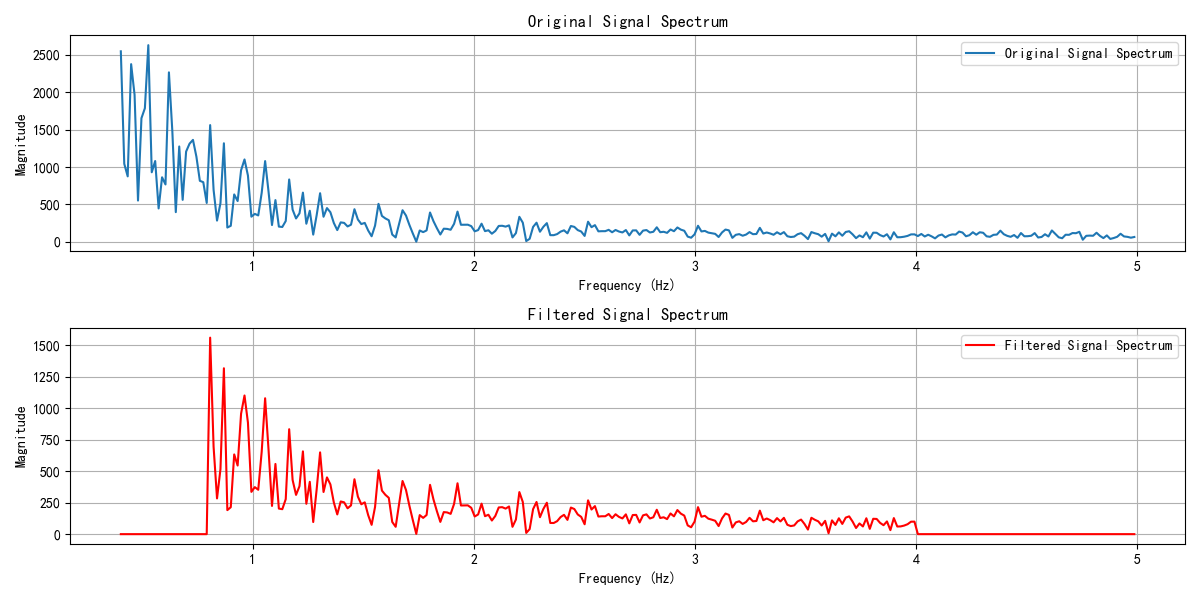 Original Signal Spectrum
Original Signal Spectrum
Magnitude
2500
2000
1500
1000
500
0
1 2 3 4 5
Frequency (Hz)
Filtered Signal Spectrum
Filtered Signal Spectrum
Magnitude
1500
1250
1000
750
500
250
0
1 2 3 4 5
Frequency (Hz)